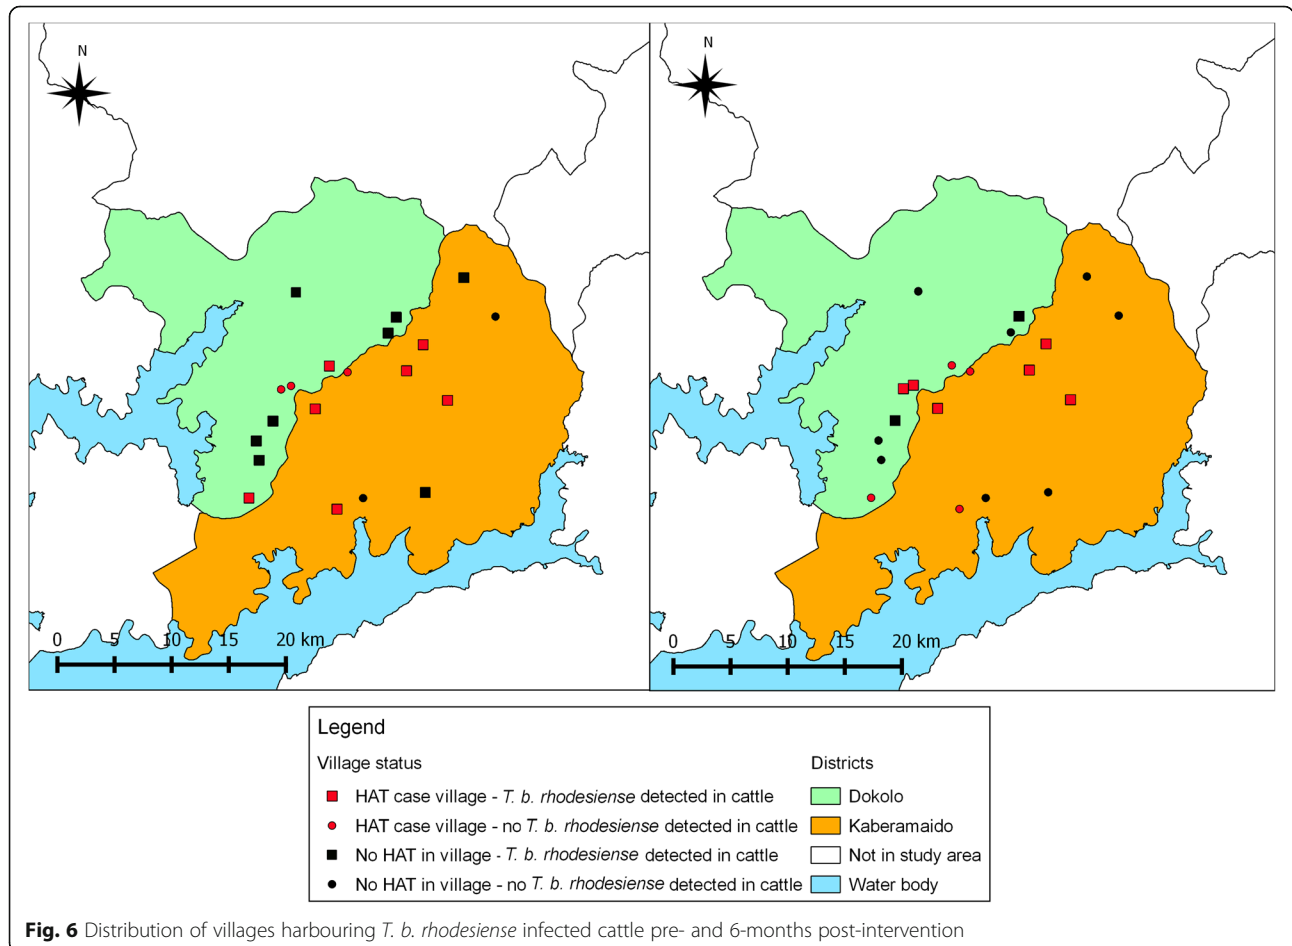 N
N
0 5 10 15 20 km
0 5 10 15 20 km
Legend
Village status
HAT case village - T. b. rhodesiense detected in cattle
HAT case village - no T. b. rhodesiense detected in cattle
No HAT in village - T. b. rhodesiense detected in cattle
No HAT in village - no T. b. rhodesiense detected in cattle
Districts
Dokolo
Kaberamaido
Not in study area
Water body
Fig. 6 Distribution of villages harbouring T. b. rhodesiense infected cattle pre- and 6-months post-intervention